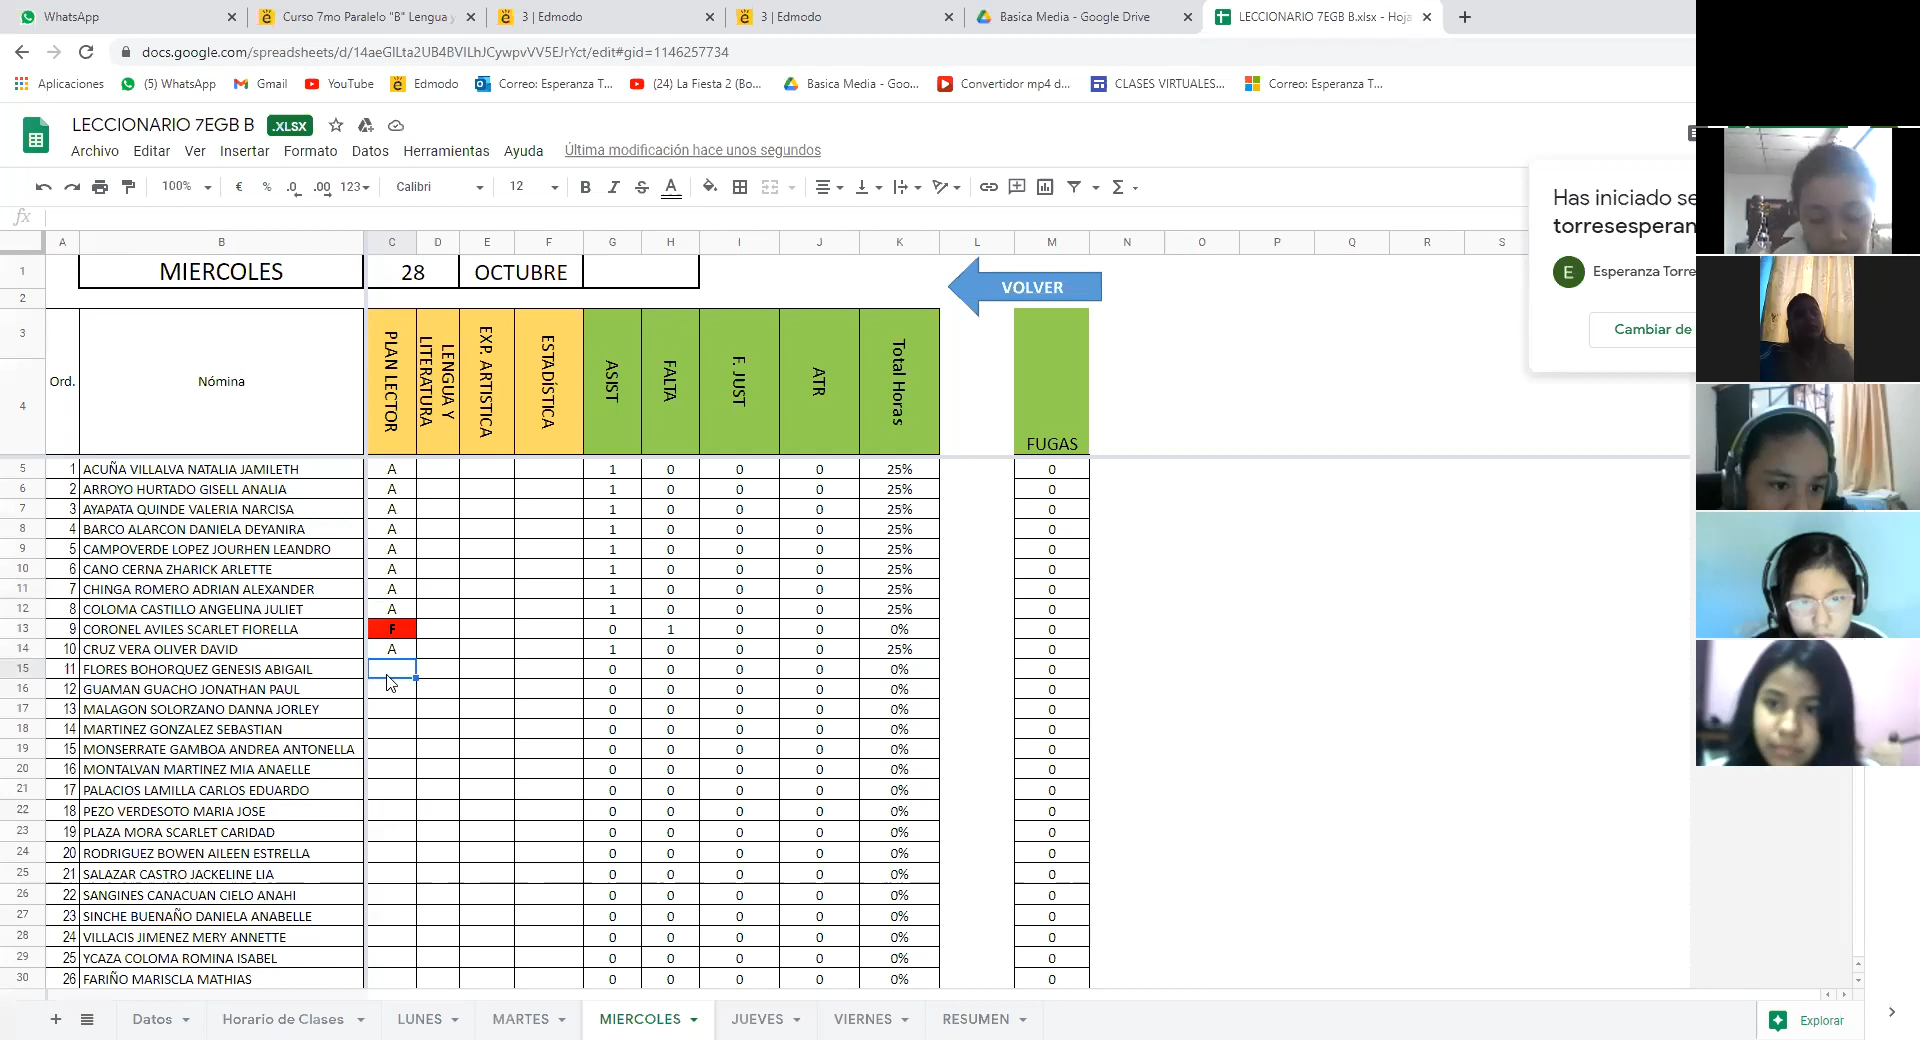 WhatsApp
Curso 7mo Paralelo "B" Lengua y
3 | Edmodo
3 | Edmodo
Basica Media - Google Drive
LECCIONARIO 7EGB B.xlsx - Hoja
Aplicaciones
(5) WhatsApp
Gmail
YouTube
Edmodo
Correo: Esperanza T...
(24) La Fiesta 2 (Bo...
Basica Media - Goo...
Convertidor mp4 d...
CLASES VIRTUALES...
Correo: Esperanza T...
LECCIONARIO 7EGB B .XLSX
Archivo Editar Ver Insertar Formato Datos Herramientas Ayuda Última modificación hace unos segundos
100% € % .0 .00 123 Calibri 12 B I S A
Has iniciado se
torresesperan
E Esperanza Torre
Cambiar de
fx
A B C D E F G H I J K L M N O P Q R S
1 MIERCOLES 28 OCTUBRE VOLVER
2
3
4
Ord. Nómina PLAN LECTOR LENGUA Y LITERATURA EXP. ARTISTICA ESTADÍSTICA ASIST FALTA F. JUST ATR Total Horas FUGAS
5 1 ACUÑA VILLALVA NATALIA JAMILETH A 1 0 0 0 25% 0
6 2 ARROYO HURTADO GISELL ANALIA A 1 0 0 0 25% 0
7 3 AYAPATA QUINDE VALERIA NARCISA A 1 0 0 0 25% 0
8 4 BARCO ALARCON DANIELA DEYANIRA A 1 0 0 0 25% 0
9 5 CAMPOVERDE LOPEZ JOURHEN LEANDRO A 1 0 0 0 25% 0
10 6 CANO CERNA ZHARICK ARLETTE A 1 0 0 0 25% 0
11 7 CHINGA ROMERO ADRIAN ALEXANDER A 1 0 0 0 25% 0
12 8 COLOMA CASTILLO ANGELINA JULIET A 1 0 0 0 25% 0
13 9 CORONEL AVILES SCARLET FIORELLA F 0 1 0 0 0% 0
14 10 CRUZ VERA OLIVER DAVID A 1 0 0 0 25% 0
15 11 FLORES BOHORQUEZ GENESIS ABIGAIL 0 0 0 0 0% 0
16 12 GUAMAN GUACHO JONATHAN PAUL 0 0 0 0 0% 0
17 13 MALAGON SOLORZANO DANNA JORLEY 0 0 0 0 0% 0
18 14 MARTINEZ GONZALEZ SEBASTIAN 0 0 0 0 0% 0
19 15 MONSERRATE GAMBOA ANDREA ANTONELLA 0 0 0 0 0% 0
20 16 MONTALVAN MARTINEZ MIA ANAELLE 0 0 0 0 0% 0
21 17 PALACIOS LAMILLA CARLOS EDUARDO 0 0 0 0 0% 0
22 18 PEZO VERDESOTO MARIA JOSE 0 0 0 0 0% 0
23 19 PLAZA MORA SCARLET CARIDAD 0 0 0 0 0% 0
24 20 RODRIGUEZ BOWEN AILEEN ESTRELLA 0 0 0 0 0% 0
25 21 SALAZAR CASTRO JACKELINE LIA 0 0 0 0 0% 0
26 22 SANGINES CANACUAN CIELO ANAHI 0 0 0 0 0% 0
27 23 SINCHE BUENAÑO DANIELA ANABELLE 0 0 0 0 0% 0
28 24 VILLACIS JIMENEZ MERY ANNETTE 0 0 0 0 0% 0
29 25 YCAZA COLOMA ROMINA ISABEL 0 0 0 0 0% 0
30 26 FARIÑO MARISCLA MATHIAS 0 0 0 0 0% 0
Datos Horario de Clases LUNES MARTES MIERCOLES JUEVES VIERNES RESUMEN Explorar